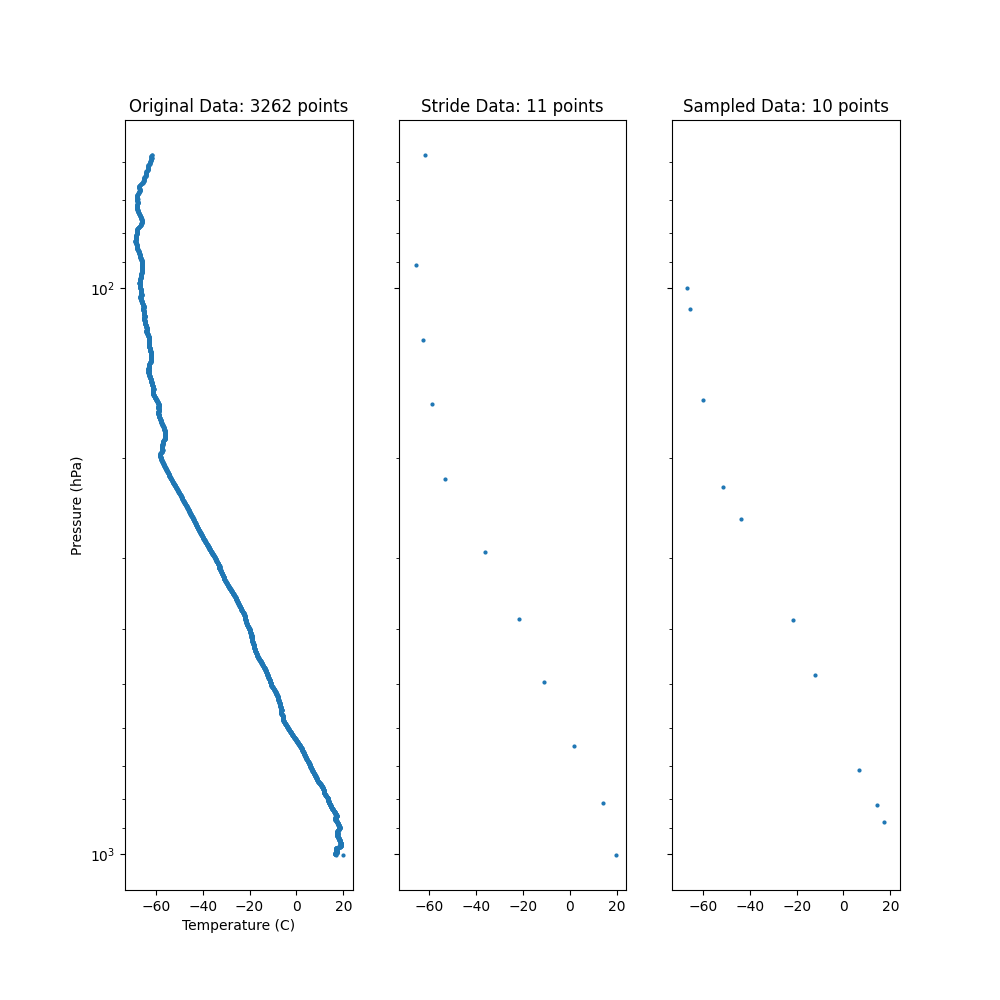 Original Data: 3262 points
Stride Data: 11 points
Sampled Data: 10 points
Pressure (hPa)
10²
10³
−60 −40 −20 0 20
−60 −40 −20 0 20
−60 −40 −20 0 20
Temperature (C)